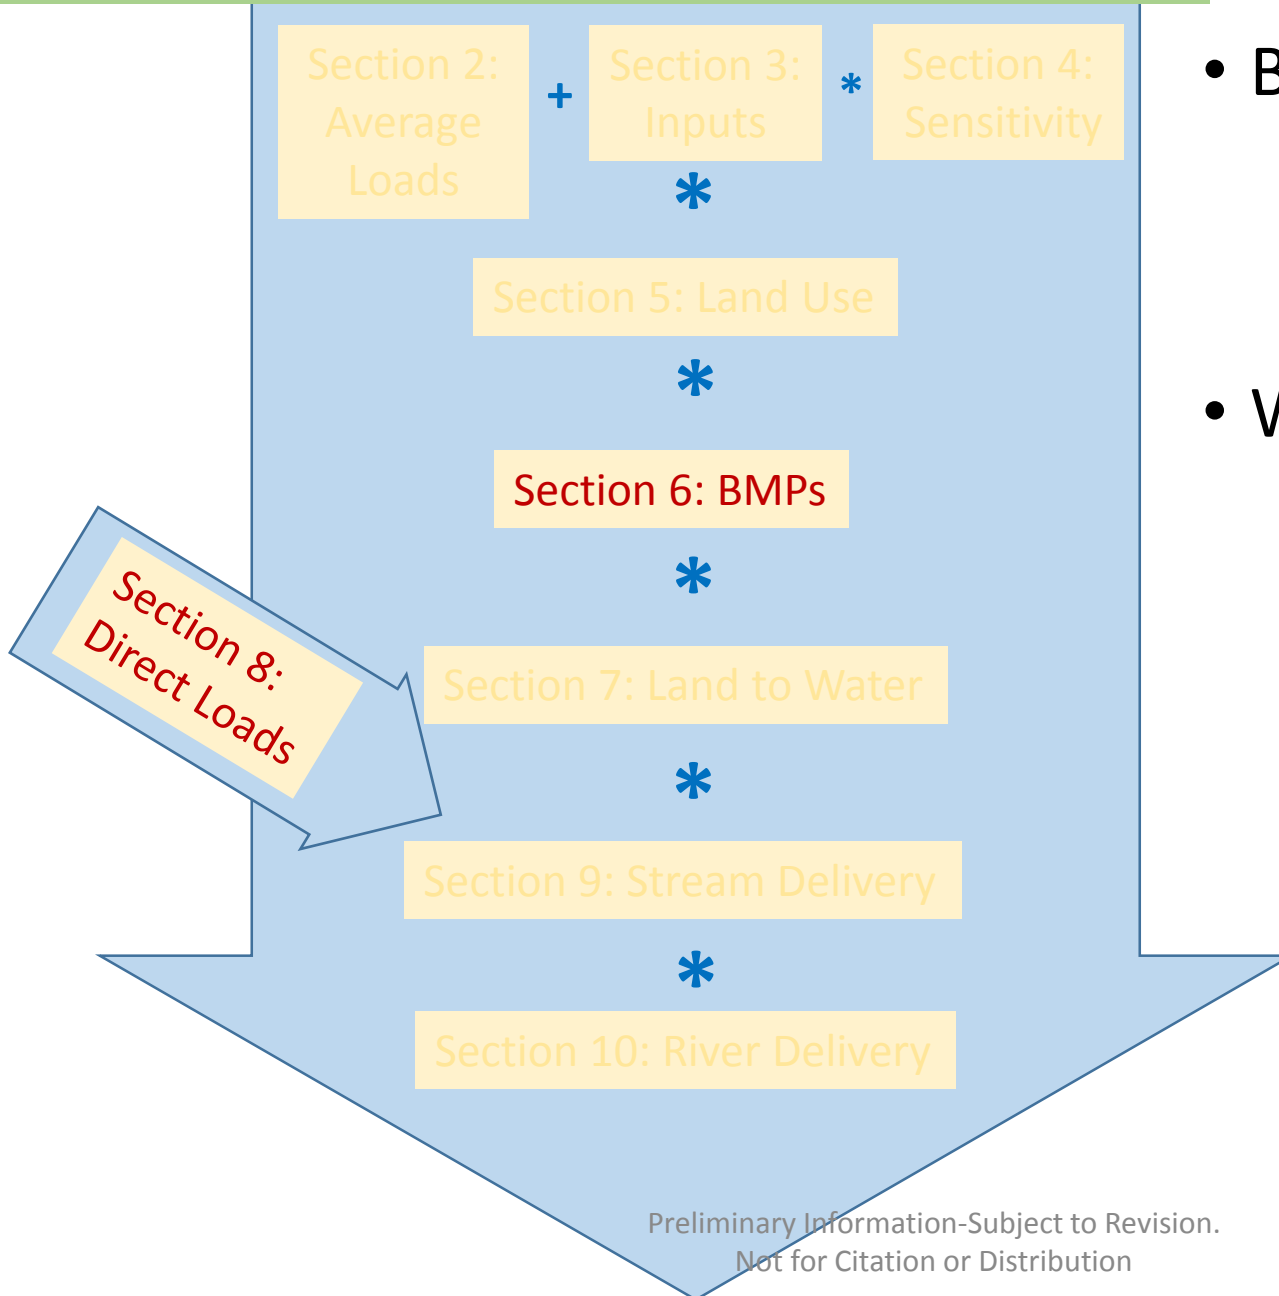 Section 2:
Average
Loads
+
Section 3:
Inputs
*
Section 4:
Sensitivity
*
Section 5: Land Use
*
Section 6: BMPs
*
Section 8:
Direct Loads
Section 7: Land to Water
*
Section 9: Stream Delivery
*
Section 10: River Delivery
• B
• V
Preliminary Information-Subject to Revision.
Not for Citation or Distribution